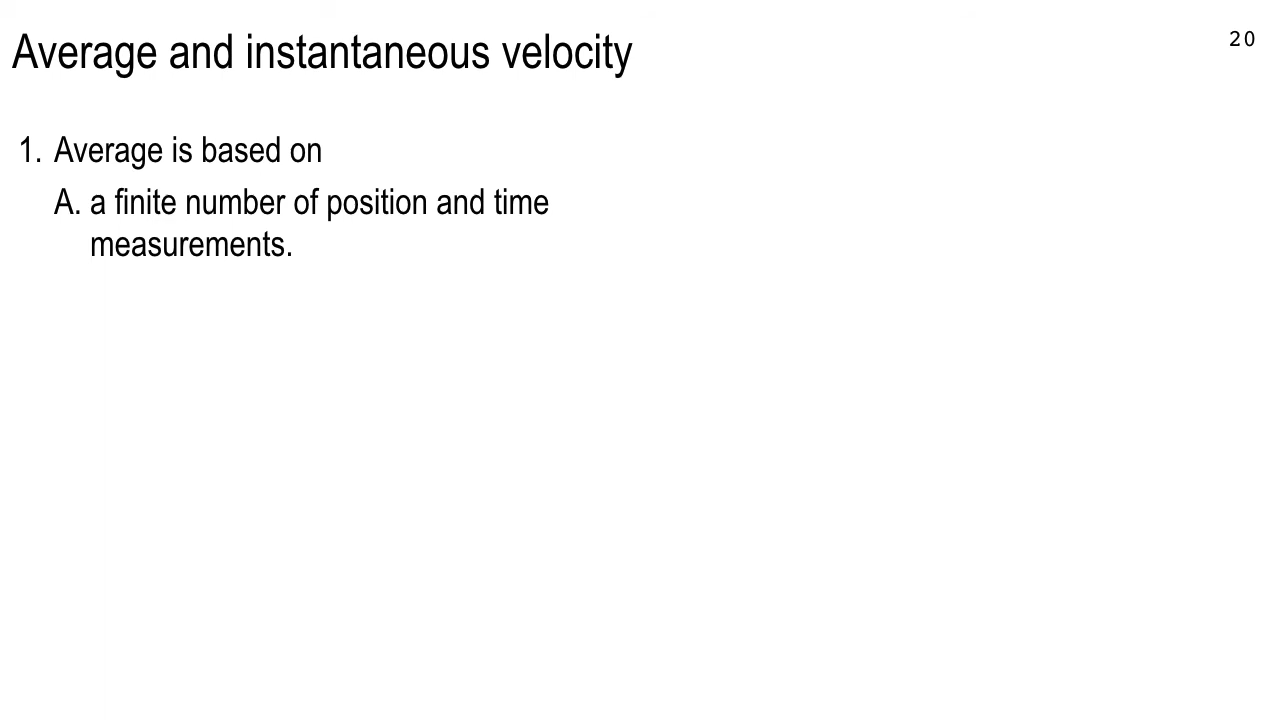 Average and instantaneous velocity
20
1. Average is based on
A. a finite number of position and time
measurements.